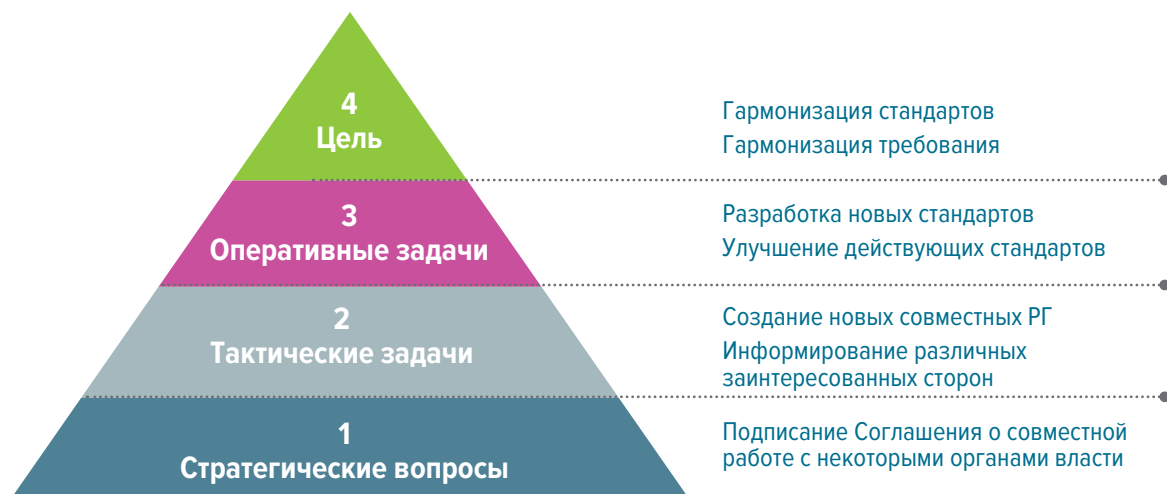 4
Цель
Гармонизация стандартов
Гармонизация требования
3
Оперативные задачи
Разработка новых стандартов
Улучшение действующих стандартов
2
Тактические задачи
Создание новых совместных РГ
Информирование различных
заинтересованных сторон
1
Стратегические вопросы
Подписание Соглашения о совместной
работе с некоторыми органами власти